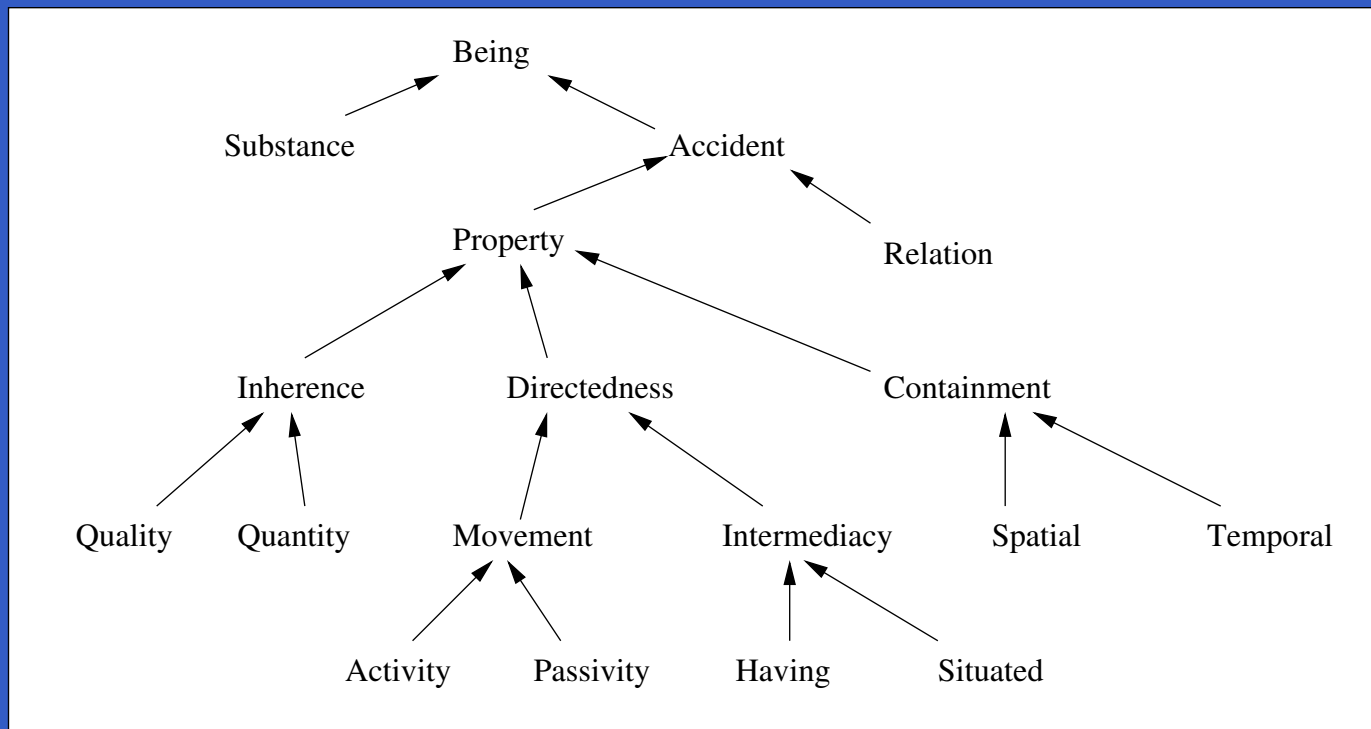 Being
Substance
Accident
Property
Relation
Inherence
Directedness
Containment
Quality
Quantity
Movement
Intermediacy
Spatial
Temporal
Activity
Passivity
Having
Situated